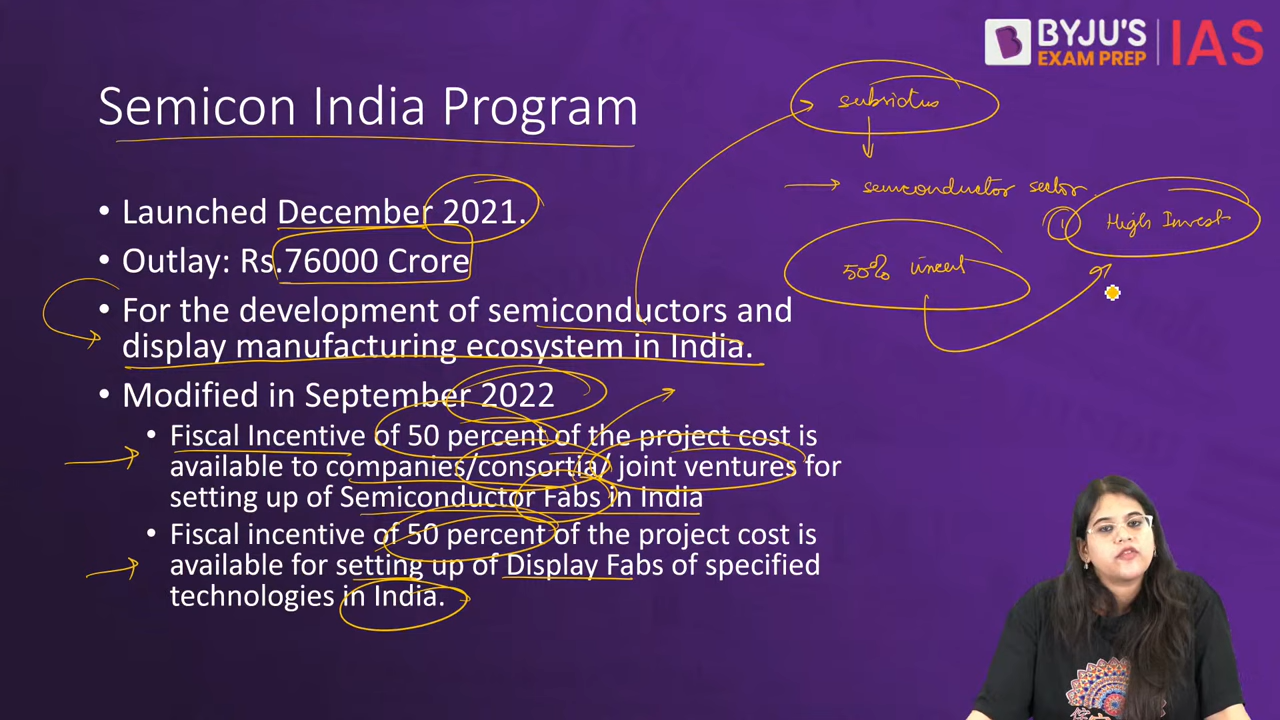 BYJU'S
EXAM PREP
IAS
Semicon India Program
• Launched December 2021.
• Outlay: Rs.76000 Crore
• For the development of semiconductors and
display manufacturing ecosystem in India.
• Modified in September 2022
• Fiscal Incentive of 50 percent of the project cost is
available to companies/consortia/ joint ventures for
setting up of Semiconductor Fabs in India
• Fiscal incentive of 50 percent of the project cost is
available for setting up of Display Fabs of specified
technologies in India.
semiconductor sector
1 High Invest
50%